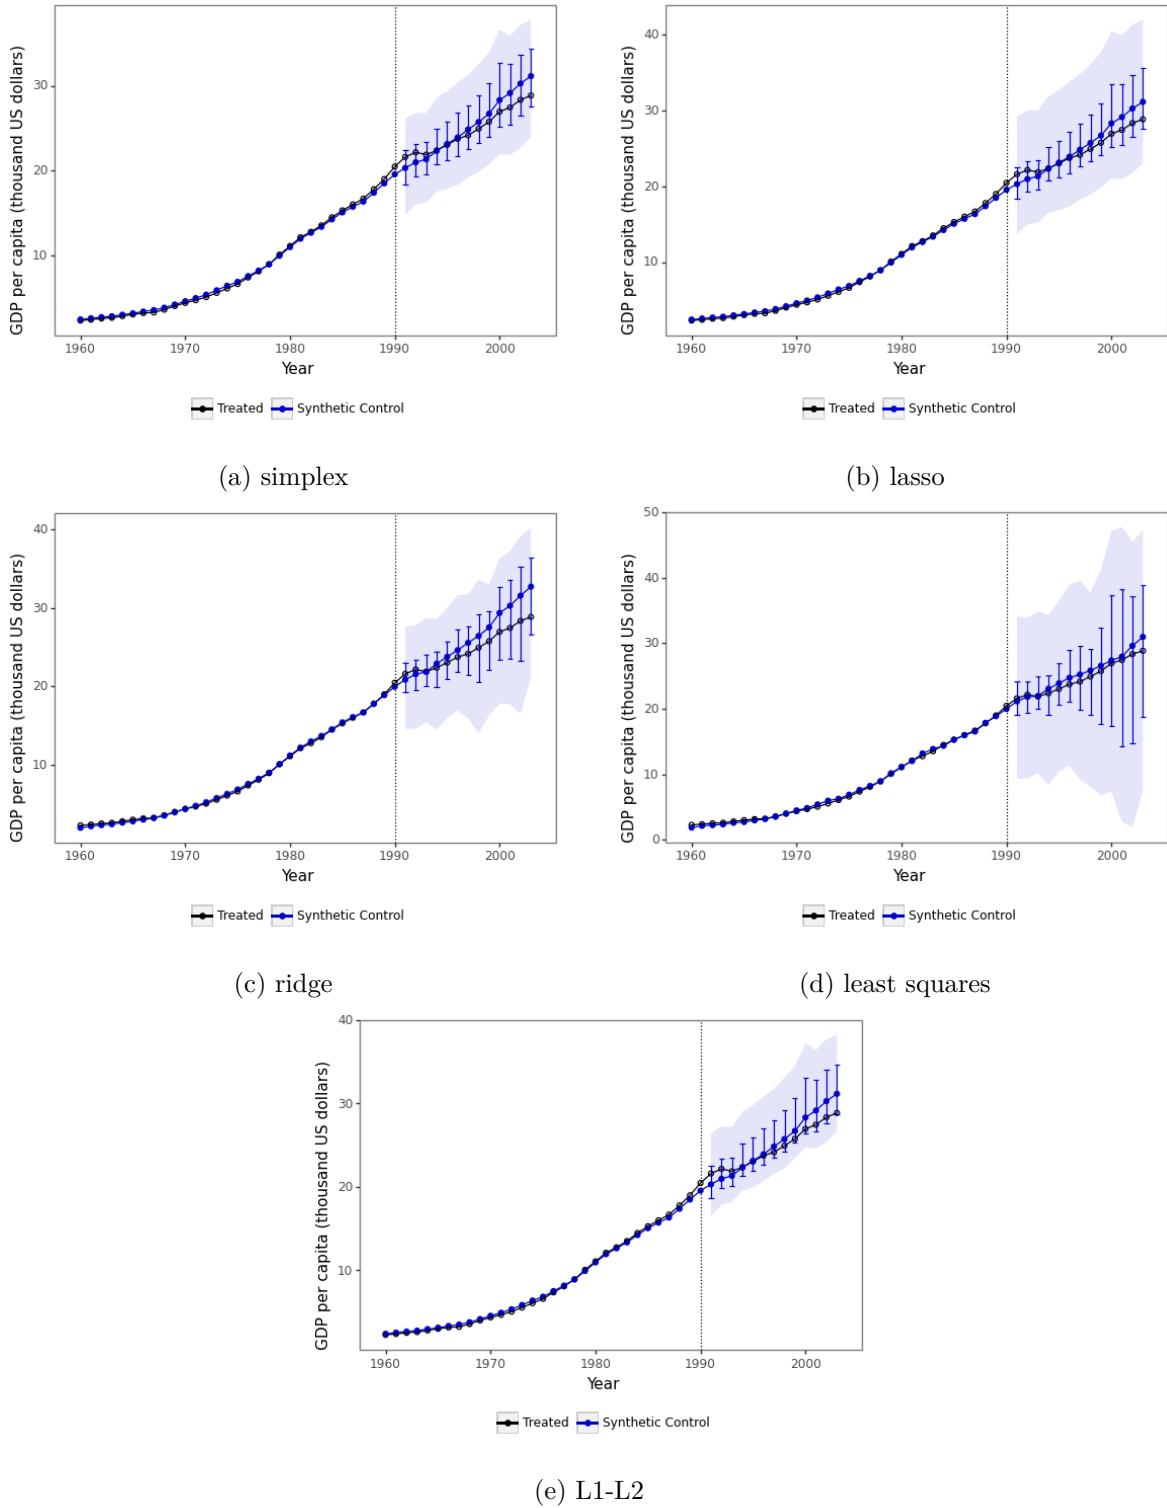 GDP per capita (thousand US dollars)
30
20
10
1960 1970 1980 1990 2000
Year
Treated Synthetic Control
(a) simplex
GDP per capita (thousand US dollars)
40
30
20
10
1960 1970 1980 1990 2000
Year
Treated Synthetic Control
(b) lasso
GDP per capita (thousand US dollars)
40
30
20
10
1960 1970 1980 1990 2000
Year
Treated Synthetic Control
(c) ridge
GDP per capita (thousand US dollars)
50
40
30
20
10
0
1960 1970 1980 1990 2000
Year
Treated Synthetic Control
(d) least squares
GDP per capita (thousand US dollars)
40
30
20
10
1960 1970 1980 1990 2000
Year
Treated Synthetic Control
(e) L1-L2